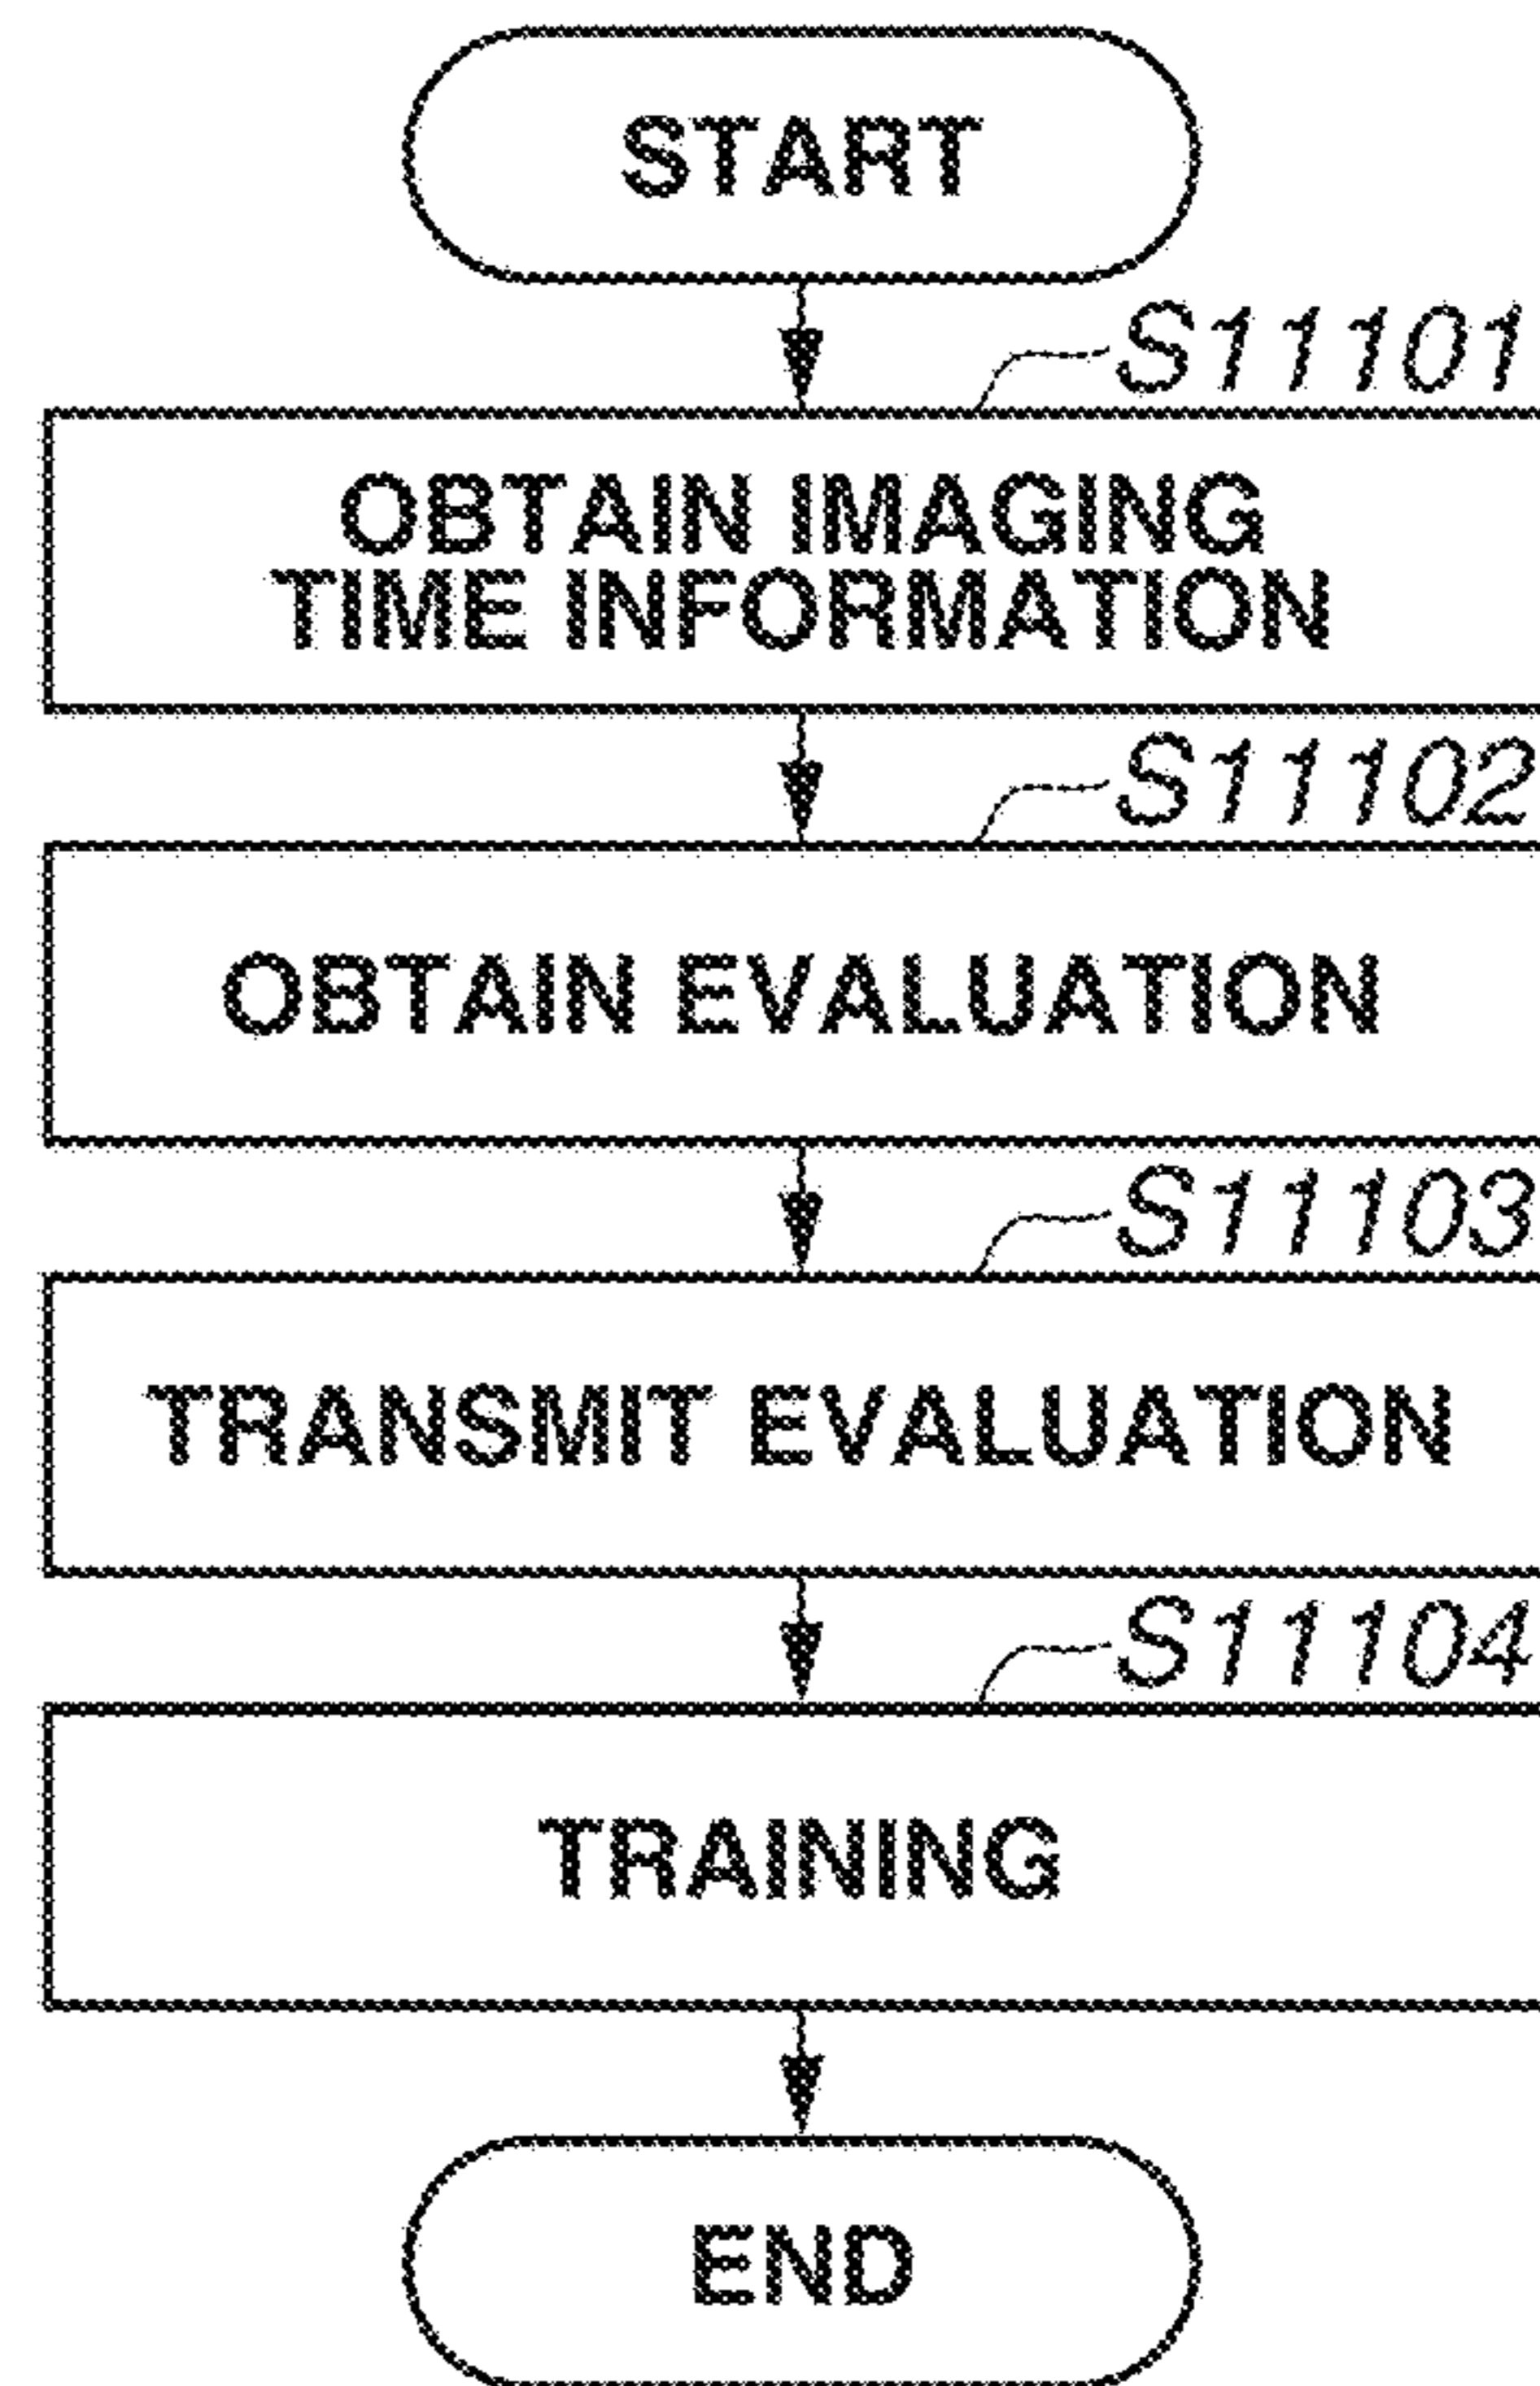 START
S11101
OBTAIN IMAGING
TIME INFORMATION
S11102
OBTAIN EVALUATION
S11103
TRANSMIT EVALUATION
S11104
TRAINING
END